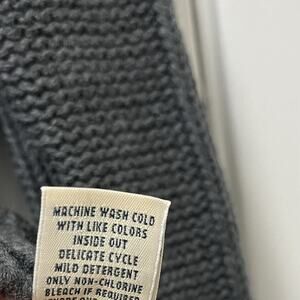 MACHINE WASH COLD
WITH LIKE COLORS
INSIDE OUT
DELICATE CYCLE
MILD DETERGENT
ONLY NON-CHLORINE
BLEACH IF REQUIRED